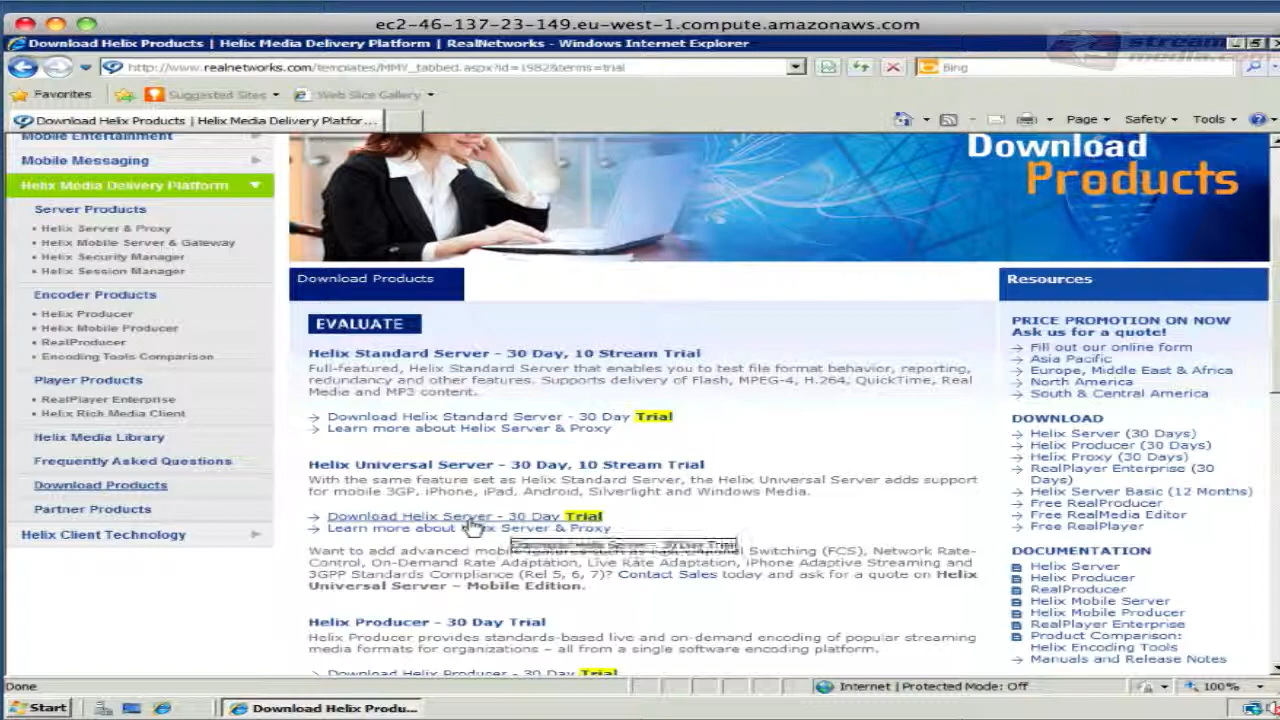 ec2-46-137-23-149.eu-west-1.compute.amazonaws.com
Download Helix Products | Helix Media Delivery Platform | RealNetworks - Windows Internet Explorer
http://www.realnetworks.com/templates/MMY_tabbed.aspx?id=1982&terms=trial
Bing
streaming
media.com
Favorites
Suggested Sites
Web Slice Gallery
Download Helix Products | Helix Media Delivery Platfor...
Page
Safety
Tools
Mobile Entertainment
Mobile Messaging
Helix Media Delivery Platform
Server Products
• Helix Server & Proxy
• Helix Mobile Server & Gateway
• Helix Security Manager
• Helix Session Manager
Encoder Products
• Helix Producer
• Helix Mobile Producer
• RealProducer
• Encoding Tools Comparison
Player Products
• RealPlayer Enterprise
• Helix Rich Media Client
Helix Media Library
Frequently Asked Questions
Download Products
Partner Products
Helix Client Technology
Download
Products
Download Products
EVALUATE
Helix Standard Server - 30 Day, 10 Stream Trial
Full-featured, Helix Standard Server that enables you to test file format behavior, reporting,
redundancy and other features. Supports delivery of Flash, MPEG-4, H.264, QuickTime, Real
Media and MP3 content.
Download Helix Standard Server - 30 Day Trial
Learn more about Helix Server & Proxy
Helix Universal Server - 30 Day, 10 Stream Trial
With the same feature set as Helix Standard Server, the Helix Universal Server adds support
for mobile 3GP, iPhone, iPad, Android, Silverlight and Windows Media.
Download Helix Server - 30 Day Trial
Learn more about Helix Server & Proxy
Want to add advanced mobile features such as Fast Channel Switching (FCS), Network Rate-
Control, On-Demand Rate Adaptation, Live Rate Adaptation, iPhone Adaptive Streaming and
3GPP Standards Compliance (Rel 5, 6, 7)? Contact Sales today and ask for a quote on Helix
Universal Server - Mobile Edition.
Helix Producer - 30 Day Trial
Helix Producer provides standards-based live and on-demand encoding of popular streaming
media formats for organizations - all from a single software encoding platform.
Download Helix Producer - 30 Day Trial
Resources
PRICE PROMOTION ON NOW
Ask us for a quote!
Fill out our online form
Asia Pacific
Europe, Middle East & Africa
North America
South & Central America
DOWNLOAD
Helix Server (30 Days)
Helix Producer (30 Days)
Helix Proxy (30 Days)
RealPlayer Enterprise (30
Days)
Helix Server Basic (12 Months)
Free RealProducer
Free RealMedia Editor
Free RealPlayer
DOCUMENTATION
Helix Server
Helix Producer
RealProducer
Helix Mobile Server
Helix Mobile Producer
RealPlayer Enterprise
Product Comparison:
Helix Encoding Tools
Manuals and Release Notes
Done
Internet | Protected Mode: Off
100%
Start
Download Helix Produ...